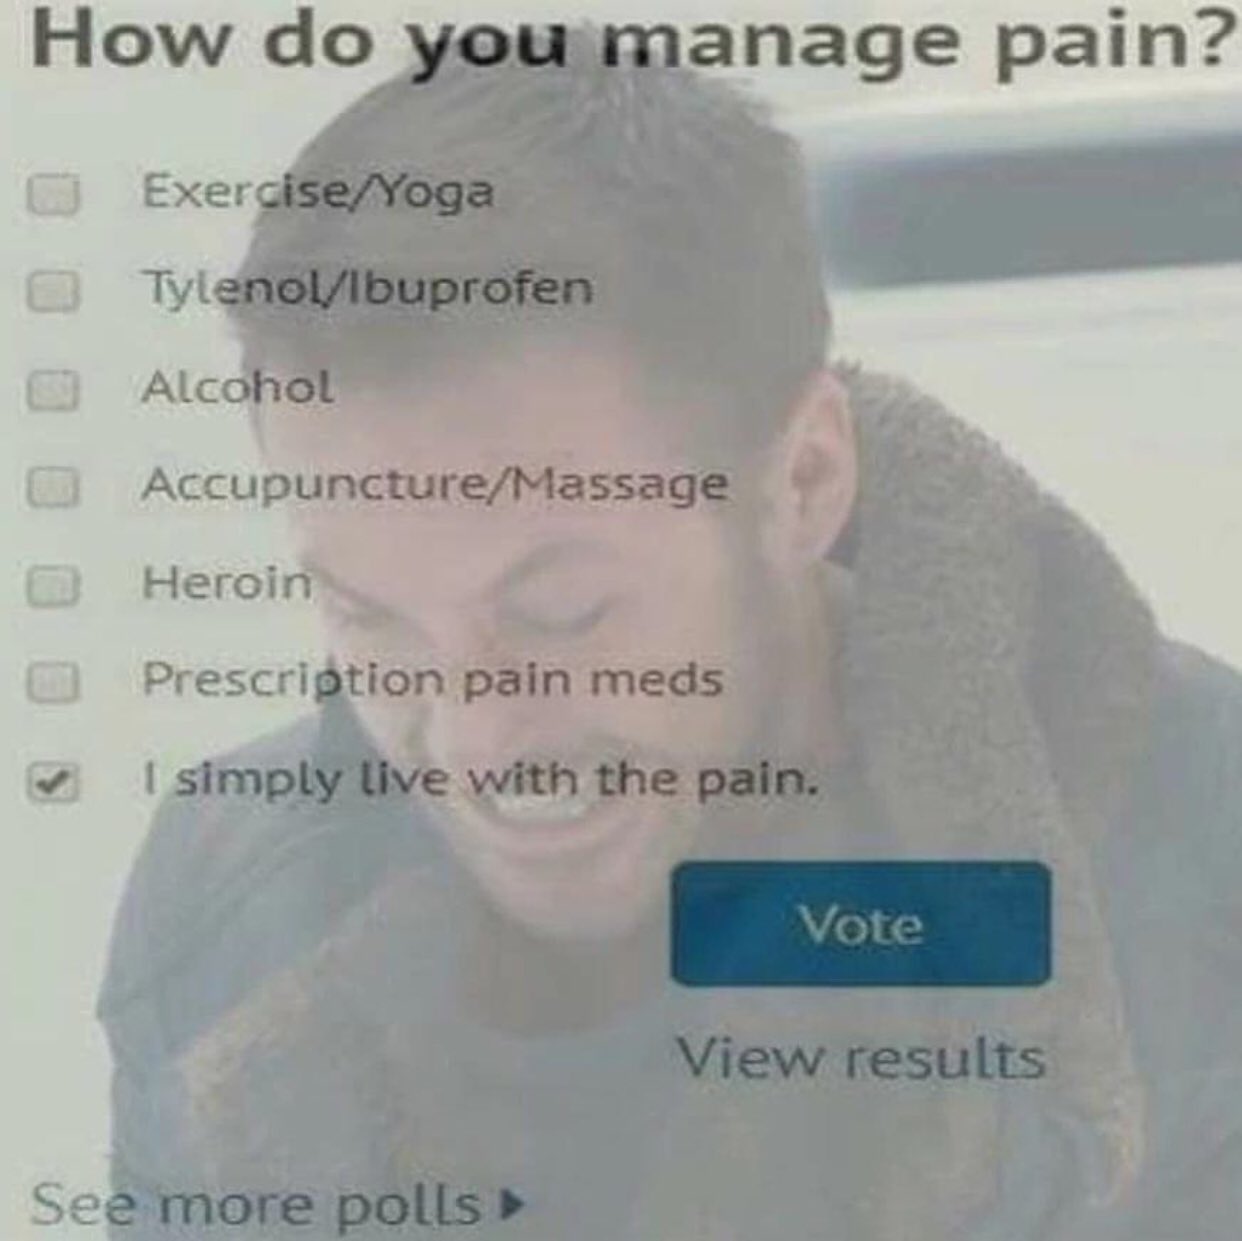 How do you manage pain?
Exercise/Yoga
Tylenol/Ibuprofen
Alcohol
Accupuncture/Massage
Heroin
Prescription pain meds
I simply live with the pain.
Vote
View results
See more polls